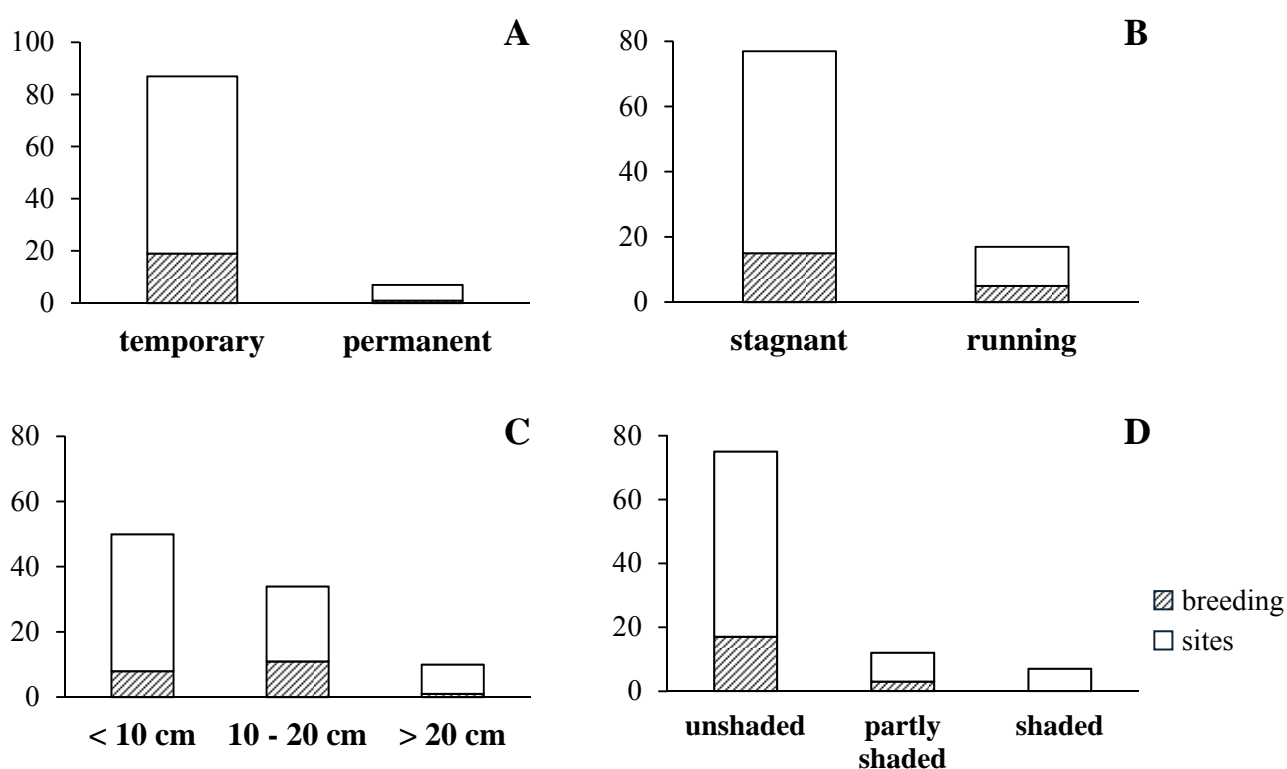 A
100
80
60
40
20
0
temporary permanent
B
80
60
40
20
0
stagnant running
C
80
60
40
20
0
< 10 cm 10 - 20 cm > 20 cm
D
80
60
40
20
0
unshaded partly shaded shaded
breeding
sites